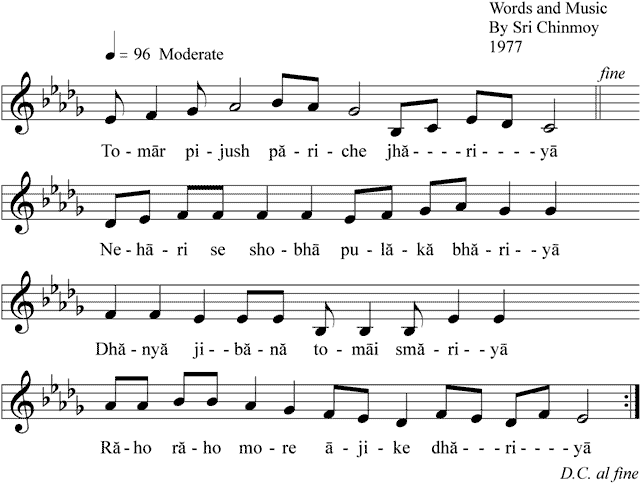 Words and Music
By Sri Chinmoy
1977
♩ = 96 Moderate
fine
To-mār pi-jush pă-ri-che jhă----ri----yā
Ne-hā-ri se sho-bhā pu-lă-kă bhă-ri-yā
Dhă-nyă ji-bă-nă to-māi smă-ri--yā
Ră-ho ră-ho mo-re ā-ji-ke dhă---ri----yā
D.C. al fine